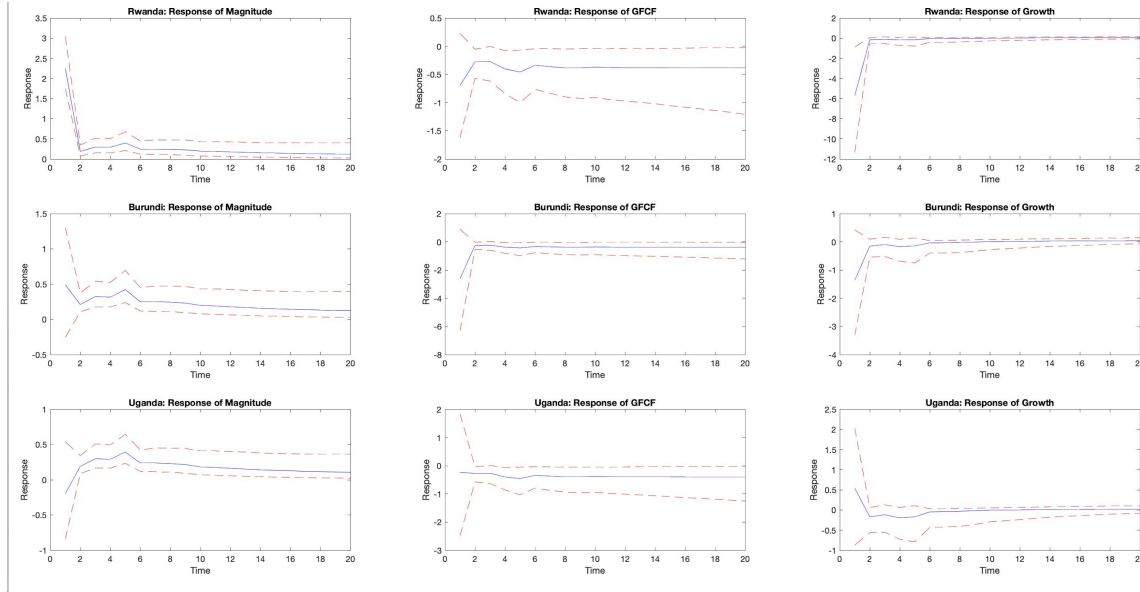 Rwanda: Response of Magnitude
3.5
3
2.5
2
1.5
1
0.5
0
Response
0 2 4 6 8 10 12 14 16 18 20
Time
Rwanda: Response of GFCF
0.5
0
-0.5
-1
-1.5
-2
Response
0 2 4 6 8 10 12 14 16 18 20
Time
Rwanda: Response of Growth
2
0
-2
-4
-6
-8
-10
-12
Response
0 2 4 6 8 10 12 14 16 18 20
Time
Burundi: Response of Magnitude
1.5
1
0.5
0
-0.5
Response
0 2 4 6 8 10 12 14 16 18 20
Time
Burundi: Response of GFCF
2
0
-2
-4
-6
-8
Response
0 2 4 6 8 10 12 14 16 18 20
Time
Burundi: Response of Growth
1
0
-1
-2
-3
-4
Response
0 2 4 6 8 10 12 14 16 18 20
Time
Uganda: Response of Magnitude
1
0.5
0
-0.5
-1
Response
0 2 4 6 8 10 12 14 16 18 20
Time
Uganda: Response of GFCF
2
1
0
-1
-2
-3
Response
0 2 4 6 8 10 12 14 16 18 20
Time
Uganda: Response of Growth
2.5
2
1.5
1
0.5
0
-0.5
-1
Response
0 2 4 6 8 10 12 14 16 18 20
Time